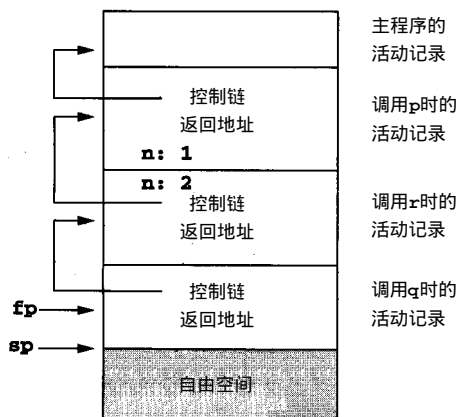 主程序的
活动记录
控制链
返回地址
n: 1
调用p时的
活动记录
n: 2
控制链
返回地址
调用r时的
活动记录
控制链
返回地址
调用q时的
活动记录
fp
sp
自由空间